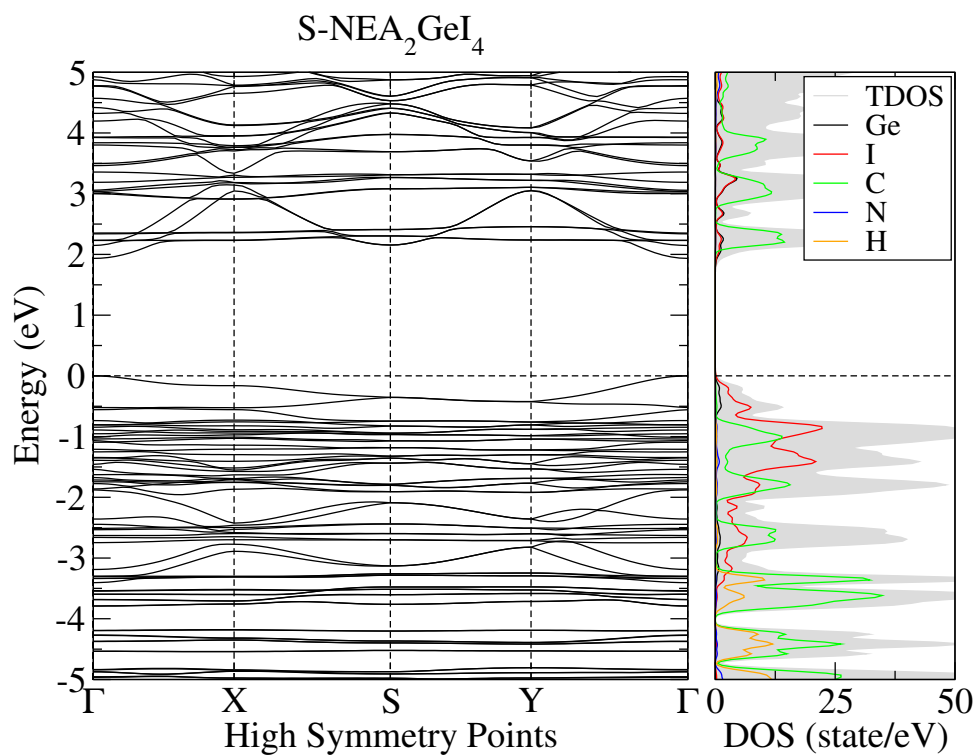 S-NEA₂GeI₄
Energy (eV)
5
4
3
2
1
0
-1
-2
-3
-4
-5
Γ X S Y Γ
High Symmetry Points
TDOS
Ge
I
C
N
H
0 25 50
DOS (state/eV)